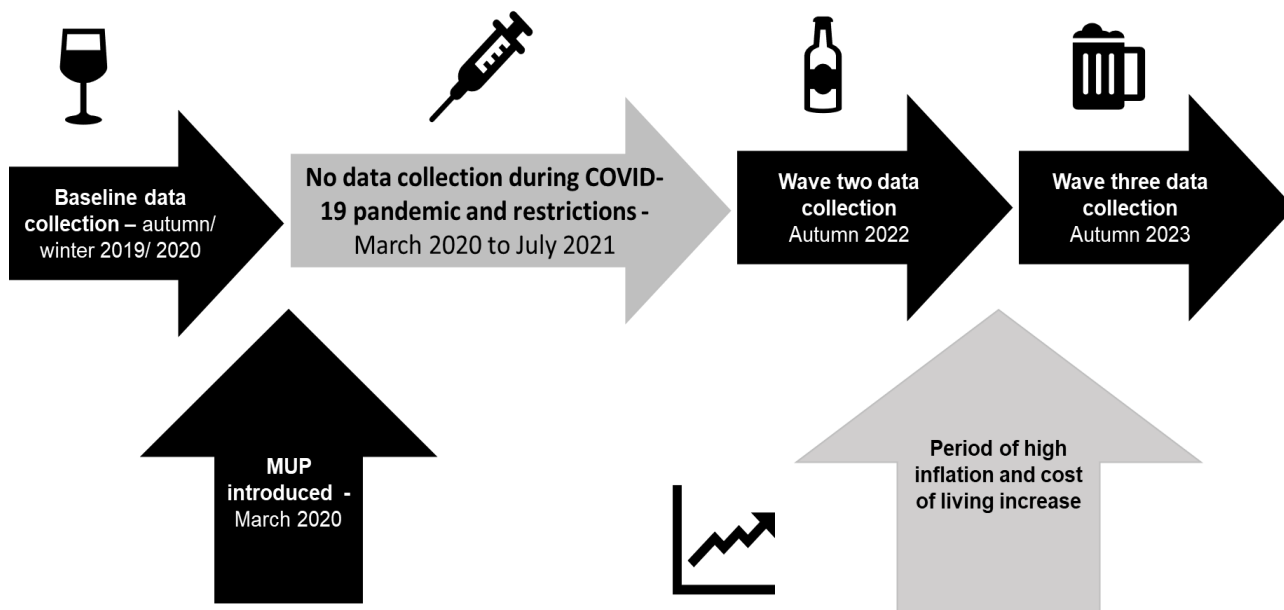 Baseline data
collection – autumn/
winter 2019/ 2020
No data collection during COVID-
19 pandemic and restrictions -
March 2020 to July 2021
Wave two data
collection
Autumn 2022
Wave three data
collection
Autumn 2023
MUP
introduced -
March 2020
Period of high
inflation and cost
of living increase